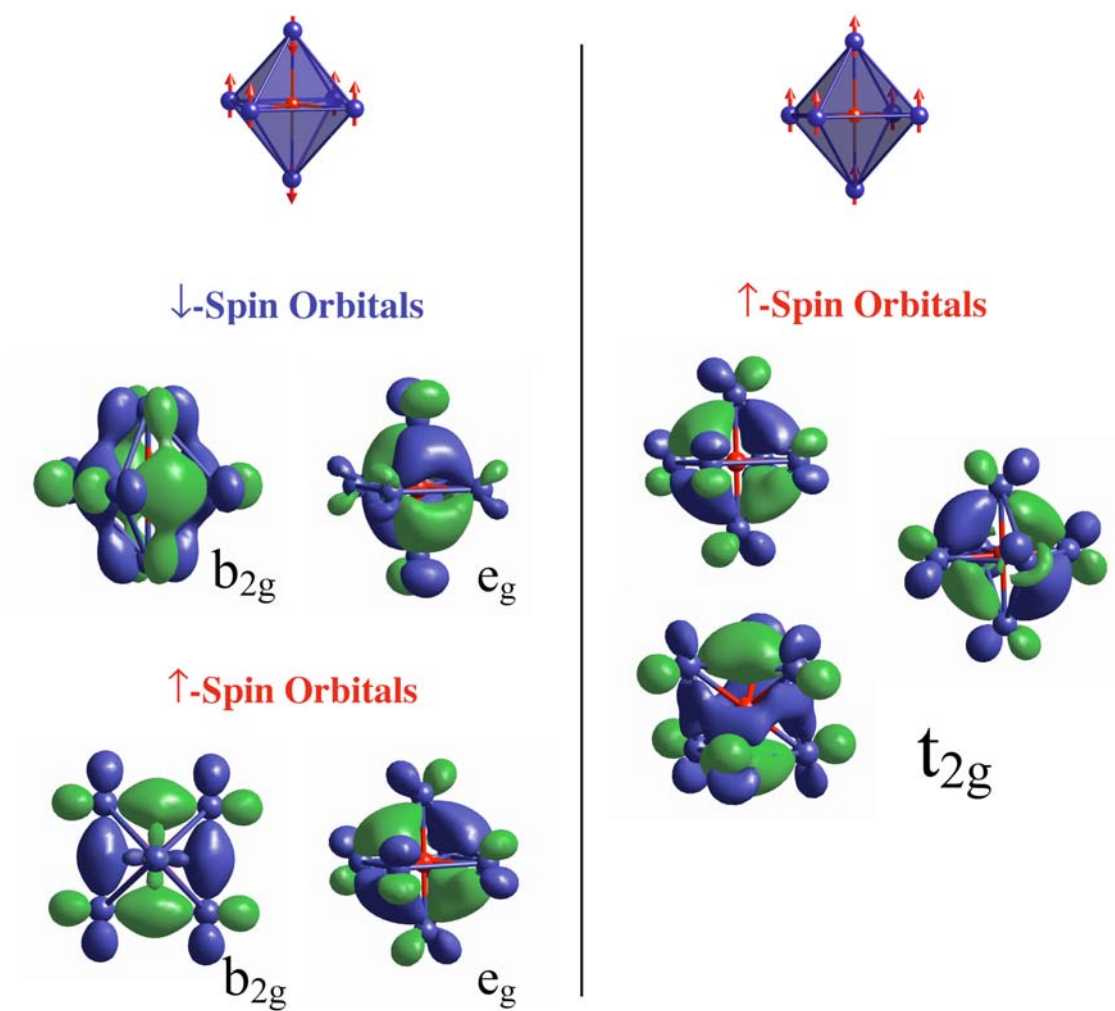 ↓-Spin Orbitals
b2g
eg
↑-Spin Orbitals
b2g
eg
↑-Spin Orbitals
t2g